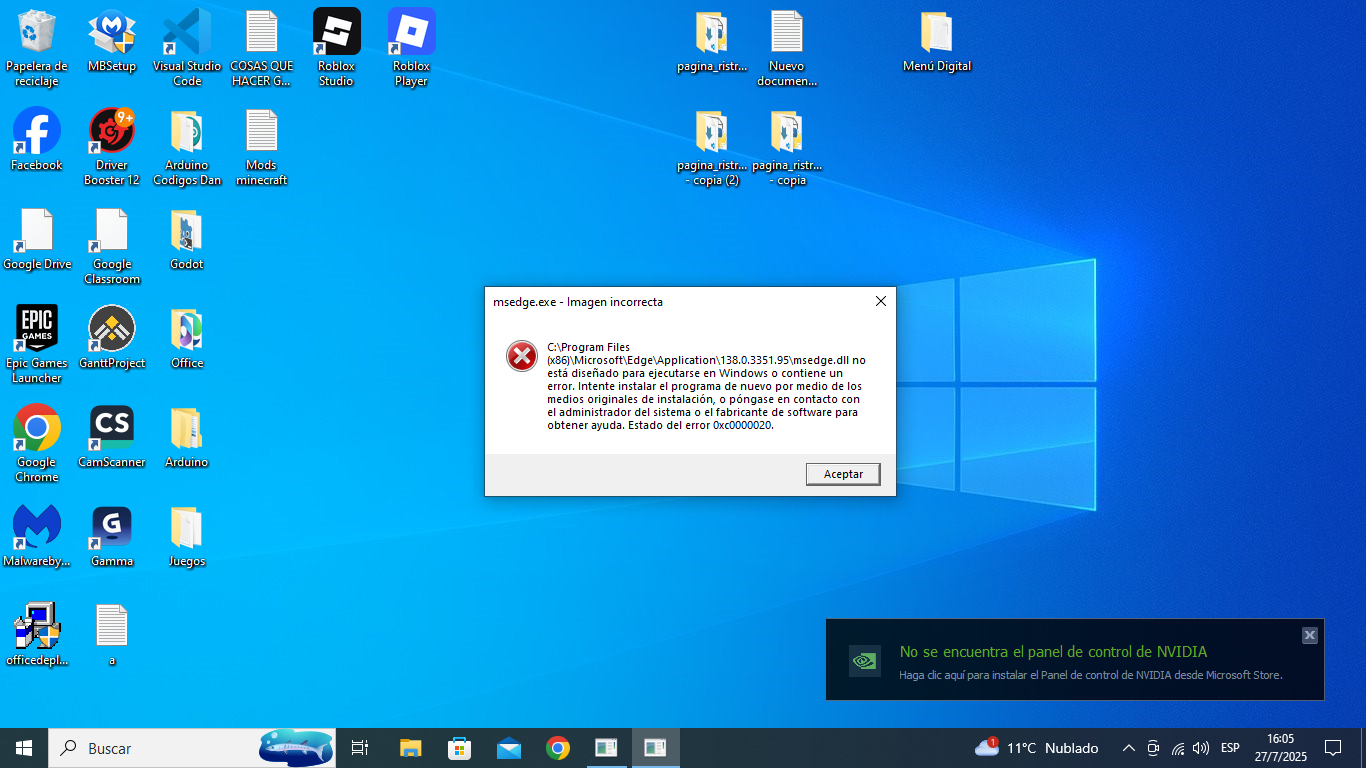 Papelera de
reciclaje
MBSetup
Visual Studio
Code
COSAS QUE
HACER G...
Roblox
Studio
Roblox
Player
pagina_ristr...
Nuevo
documen...
Menú Digital
Facebook
9+
Driver
Booster 12
Arduino
Codigos Dan
Mods
minecraft
pagina_ristr...
- copia (2)
pagina_ristr...
- copia
Google Drive
Google
Classroom
Godot
EPIC
GAMES
Epic Games
Launcher
GanttProject
Office
Google
Chrome
CS
CamScanner
Arduino
Malwareby...
G
Gamma
Juegos
officedepl...
a
msedge.exe - Imagen incorrecta
C:\Program Files
(x86)\Microsoft\Edge\Application\138.0.3351.95\msedge.dll no
está diseñado para ejecutarse en Windows o contiene un
error. Intente instalar el programa de nuevo por medio de los
medios originales de instalación, o póngase en contacto con
el administrador del sistema o el fabricante de software para
obtener ayuda. Estado del error 0xc0000020.
Aceptar
No se encuentra el panel de control de NVIDIA
Haga clic aquí para instalar el Panel de control de NVIDIA desde Microsoft Store.
Buscar
1
11°C Nublado
ESP
16:05
27/7/2025